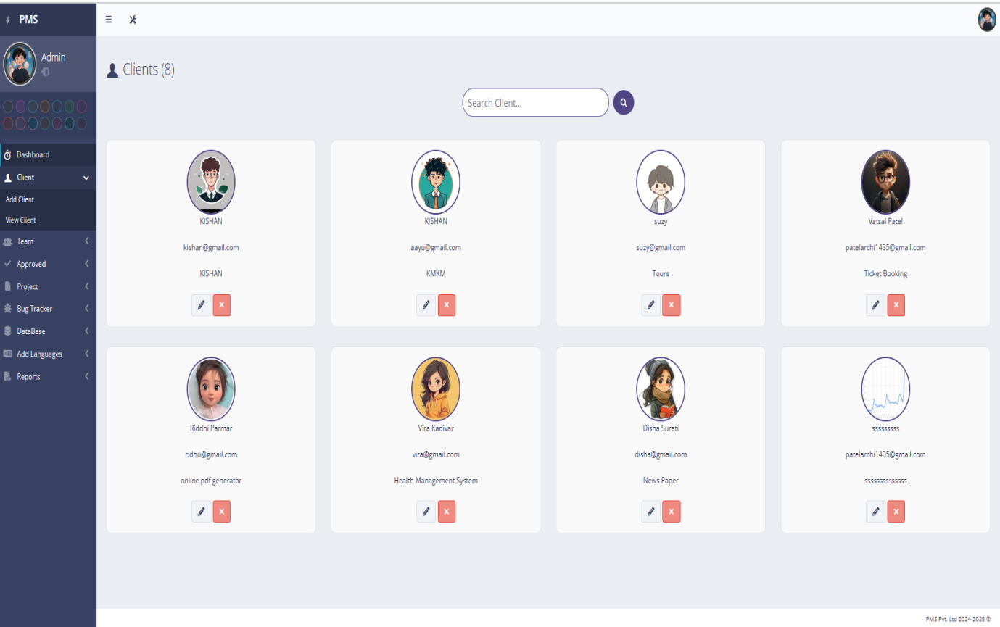 PMS
Admin
Clients (8)
Search Client...
Dashboard
Client
Add Client
View Client
Team
Approved
Project
Bug Tracker
DataBase
Add Languages
Reports
KISHAN
kishan@gmail.com
KISHAN
KISHAN
aayu@gmail.com
KMKM
suzy
suzy@gmail.com
Tours
Vatsal Patel
patelarchi1435@gmail.com
Ticket Booking
Riddhi Parmar
ridhu@gmail.com
online pdf generator
Vira Kadivar
vira@gmail.com
Health Management System
Disha Surati
disha@gmail.com
News Paper
sssssssss
patelarchi1435@gmail.com
ssssssssssssss
PMS Pvt. Ltd 2024-2025 ©